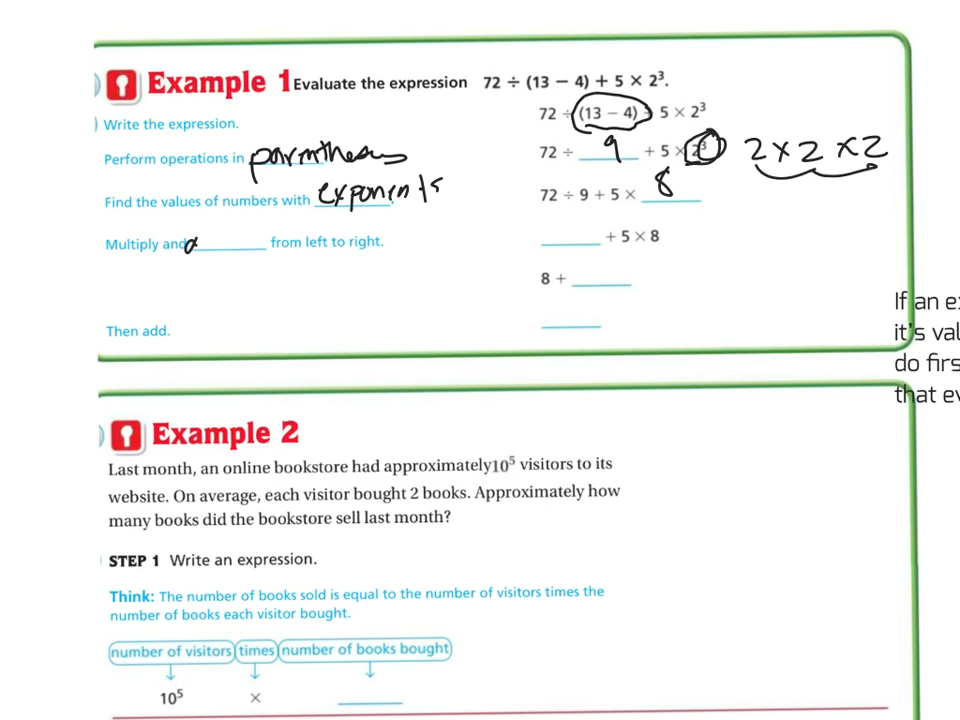 Example 1 Evaluate the expression 72 ÷ (13 − 4) + 5 × 2³.
Write the expression.
72 ÷ (13 − 4) + 5 × 2³
Perform operations in parentheses
72 ÷ 9 + 5 × 2³ 2 × 2 × 2
Find the values of numbers with exponents.
72 ÷ 9 + 5 × 8
Multiply and d______ from left to right.
______ + 5 × 8
8 + ______
Then add.
If an
it's val
do firs
that ev
Example 2
Last month, an online bookstore had approximately 10⁵ visitors to its
website. On average, each visitor bought 2 books. Approximately how
many books did the bookstore sell last month?
STEP 1 Write an expression.
Think: The number of books sold is equal to the number of visitors times the
number of books each visitor bought.
number of visitors times number of books bought
10⁵ × ______